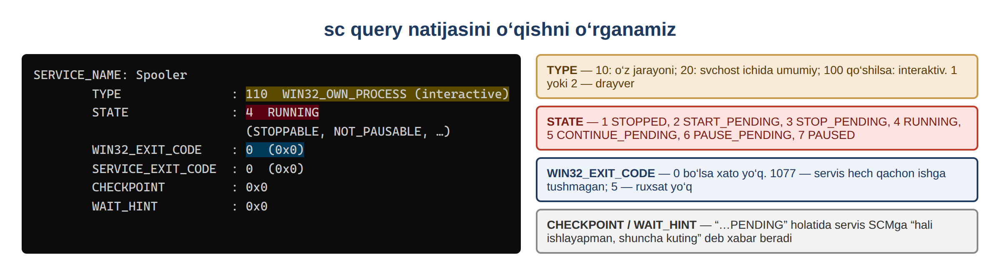 sc query natijasini o‘qishni o‘rganamiz
SERVICE_NAME: Spooler
TYPE : 110 WIN32_OWN_PROCESS (interactive)
STATE : 4 RUNNING
(STOPPABLE, NOT_PAUSABLE, …)
WIN32_EXIT_CODE : 0 (0x0)
SERVICE_EXIT_CODE : 0 (0x0)
CHECKPOINT : 0x0
WAIT_HINT : 0x0
TYPE — 10: o‘z jarayoni; 20: svchost ichida umumiy; 100 qo‘shilsa: interaktiv. 1
yoki 2 — drayver
STATE — 1 STOPPED, 2 START_PENDING, 3 STOP_PENDING, 4 RUNNING,
5 CONTINUE_PENDING, 6 PAUSE_PENDING, 7 PAUSED
WIN32_EXIT_CODE — 0 bo‘lsa xato yo‘q. 1077 — servis hech qachon ishga
tushmagan; 5 — ruxsat yo‘q
CHECKPOINT / WAIT_HINT — “…PENDING” holatida servis SCMga “hali
ishlayapman, shuncha kuting” deb xabar beradi